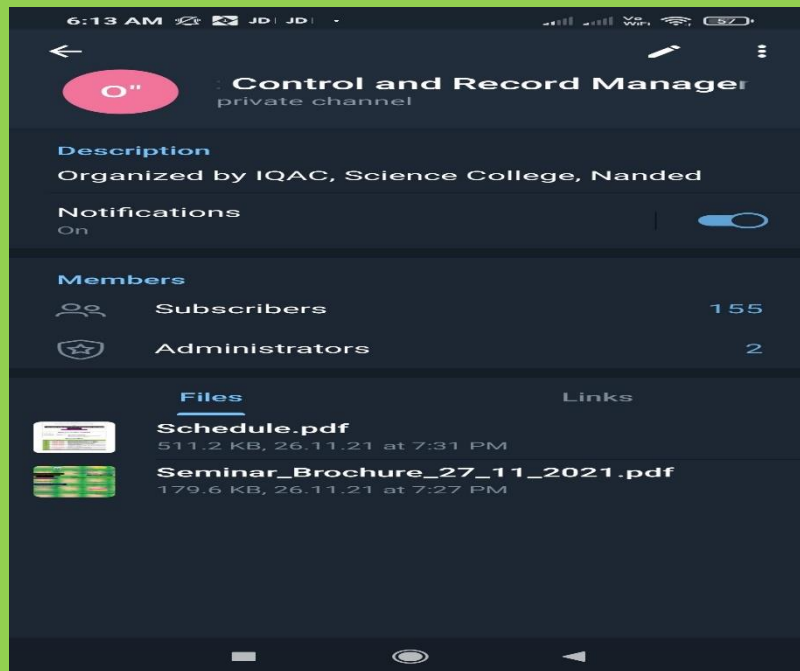 6:13 AM JD JD
Vo WiFi 57
O"
: Control and Record Manager
private channel
Description
Organized by IQAC, Science College, Nanded
Notifications
On
Members
Subscribers 155
Administrators 2
Files Links
Schedule.pdf
511.2 KB, 26.11.21 at 7:31 PM
Seminar_Brochure_27_11_2021.pdf
179.6 KB, 26.11.21 at 7:27 PM